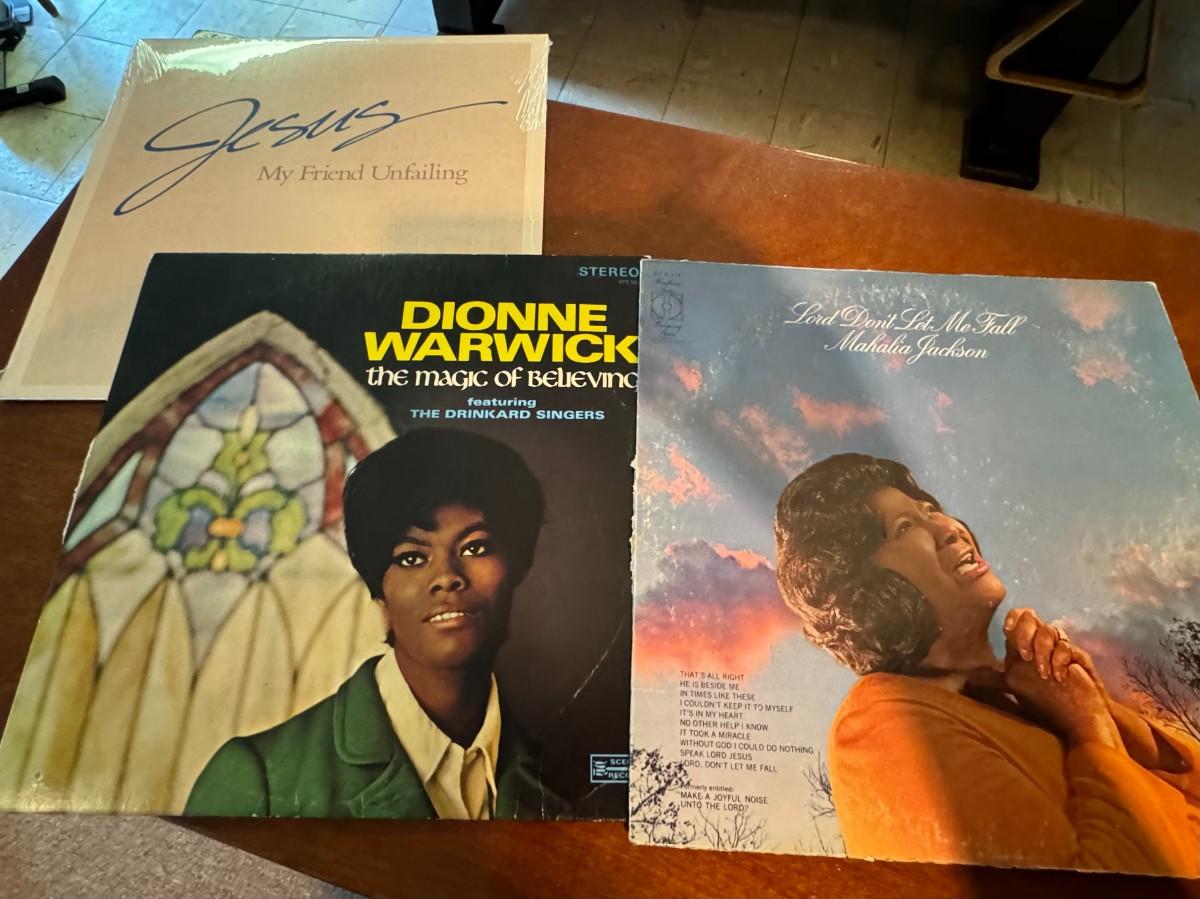 Jesus
My Friend Unfailing
STEREO
DIONNE
WARWICK
the magic of Believing
featuring
THE DRINKARD SINGERS
Lord Don't Let Me Fall
Mahalia Jackson
THAT'S ALL RIGHT
HE IS BESIDE ME
IN TIMES LIKE THESE
I COULDN'T KEEP IT TO MYSELF
IT'S IN MY HEART
NO OTHER HELP I KNOW
IT TOOK A MIRACLE
WITHOUT GOD I COULD DO NOTHING
SPEAK LORD JESUS
LORD, DON'T LET ME FALL
Formerly entitled:
"MAKE A JOYFUL NOISE
UNTO THE LORD"